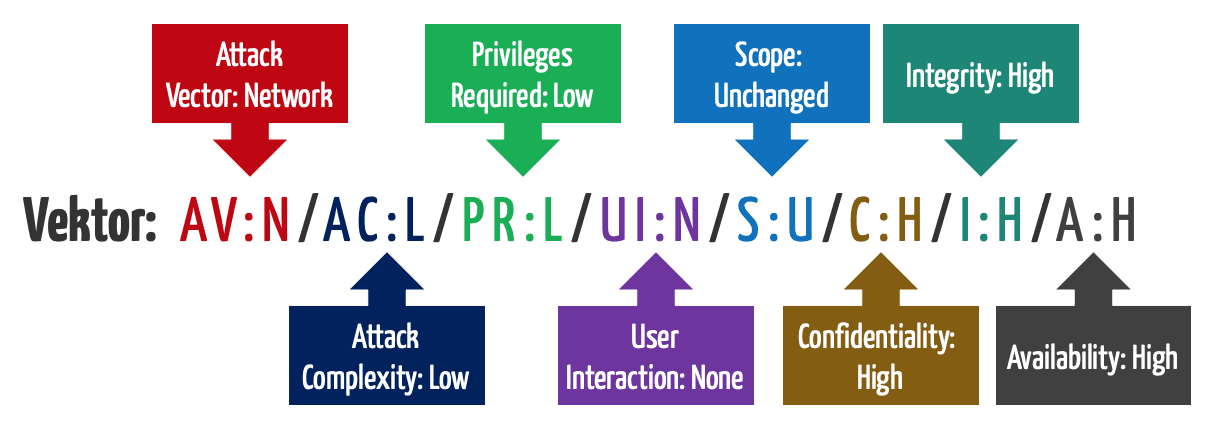 Attack
Vector: Network
Privileges
Required: Low
Scope:
Unchanged
Integrity: High
Vektor: AV:N/AC:L/PR:L/UI:N/S:U/C:H/I:H/A:H
Attack
Complexity: Low
User
Interaction: None
Confidentiality:
High
Availability: High